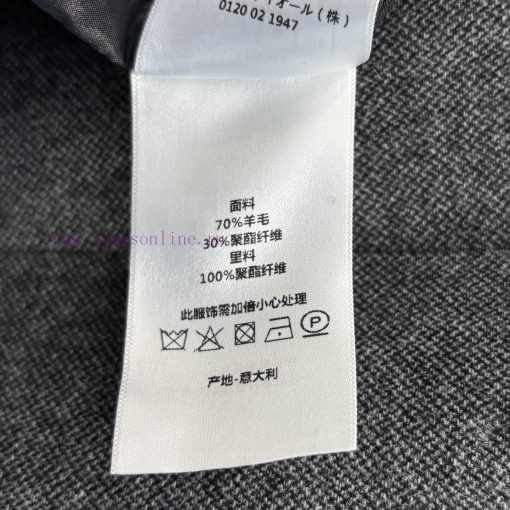 オール（株）
0120 02 1947
面料
70%羊毛
30%聚酯纤维
里料
100%聚酯纤维
此服饰需加倍小心处理
P
产地-意大利